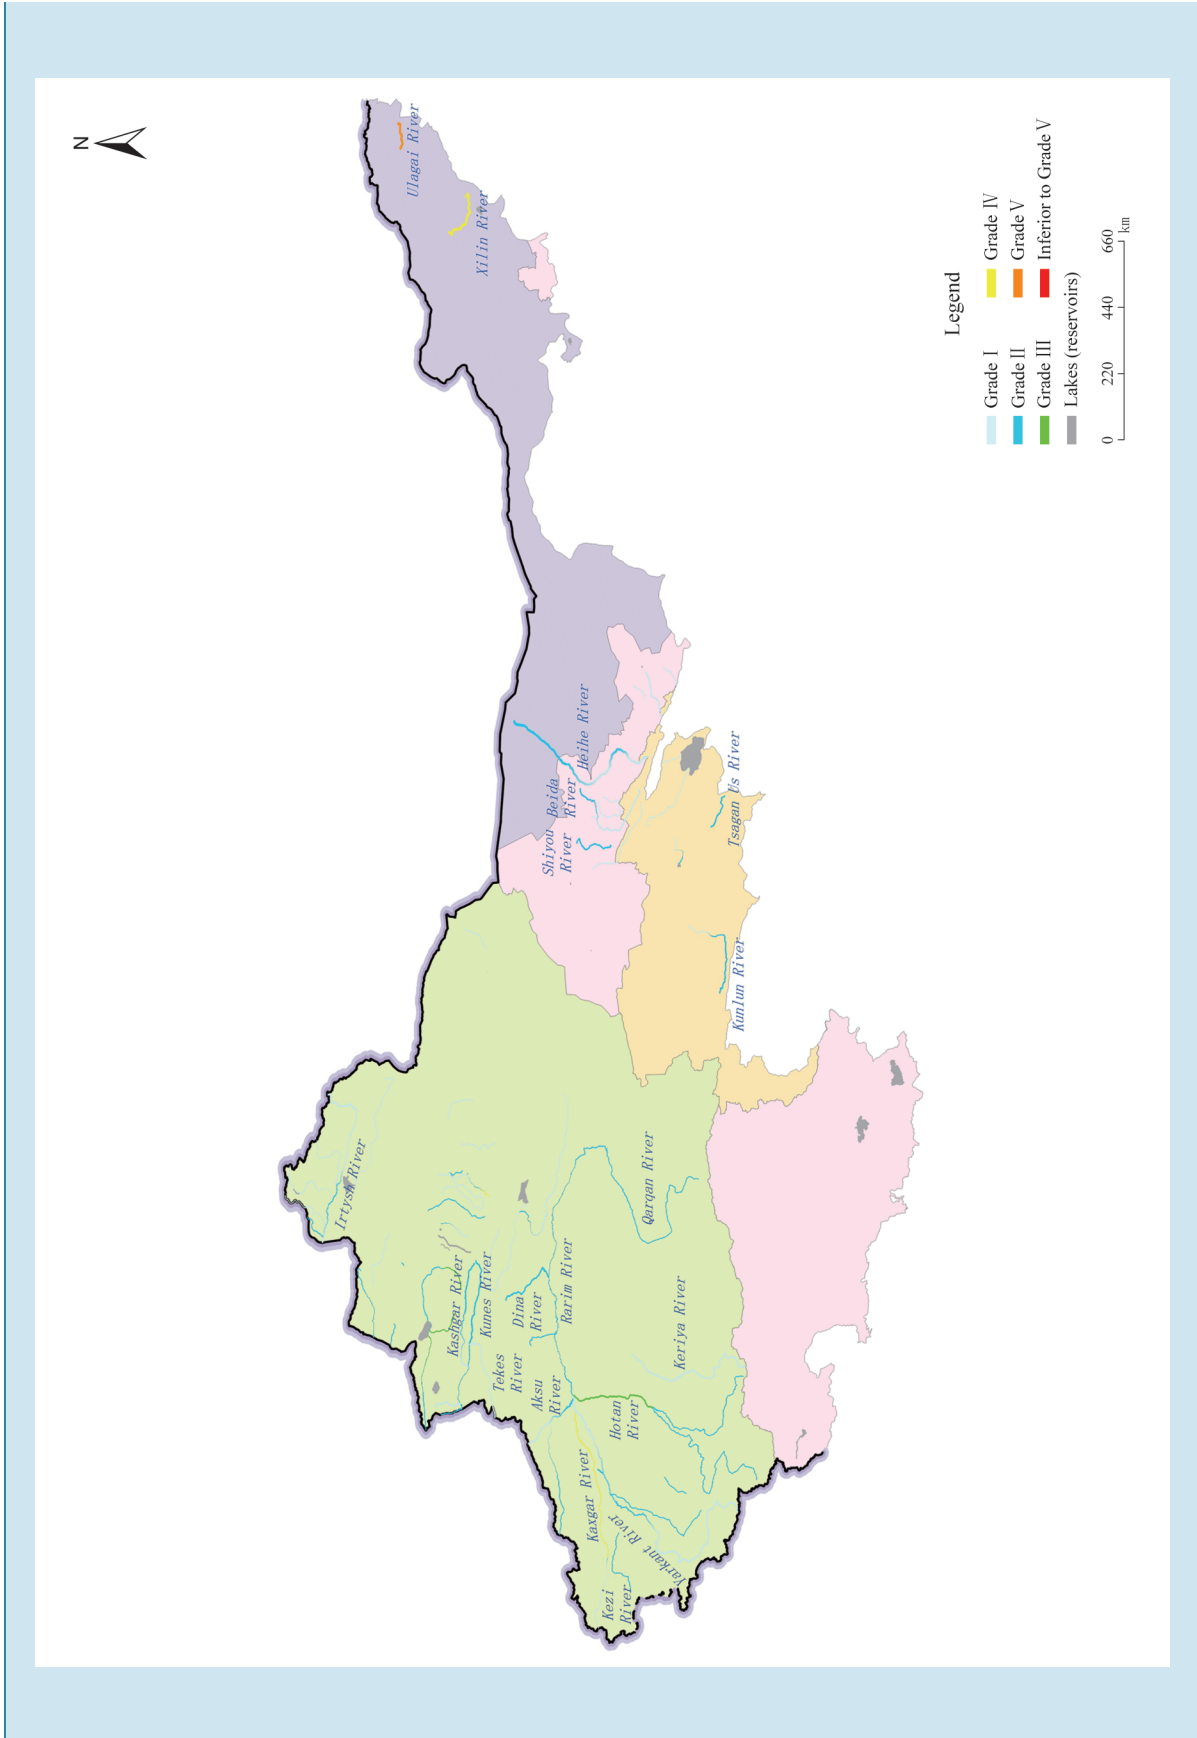 N
Ulagai River
Xilin River
Heihe River
Beida
River
Shiyou
River
Tsagan Us River
Kunlun River
Irtysh River
Kashgar River
Kunes River
Tekes
River
Dina
River
Aksu
River
Rarim River
Qarqan River
Keriya River
Hotan
River
Kaxgar River
Yarkant River
Kezi
River
Legend
Grade I
Grade IV
Grade II
Grade V
Grade III
Inferior to Grade V
Lakes (reservoirs)
0 220 440 660
km